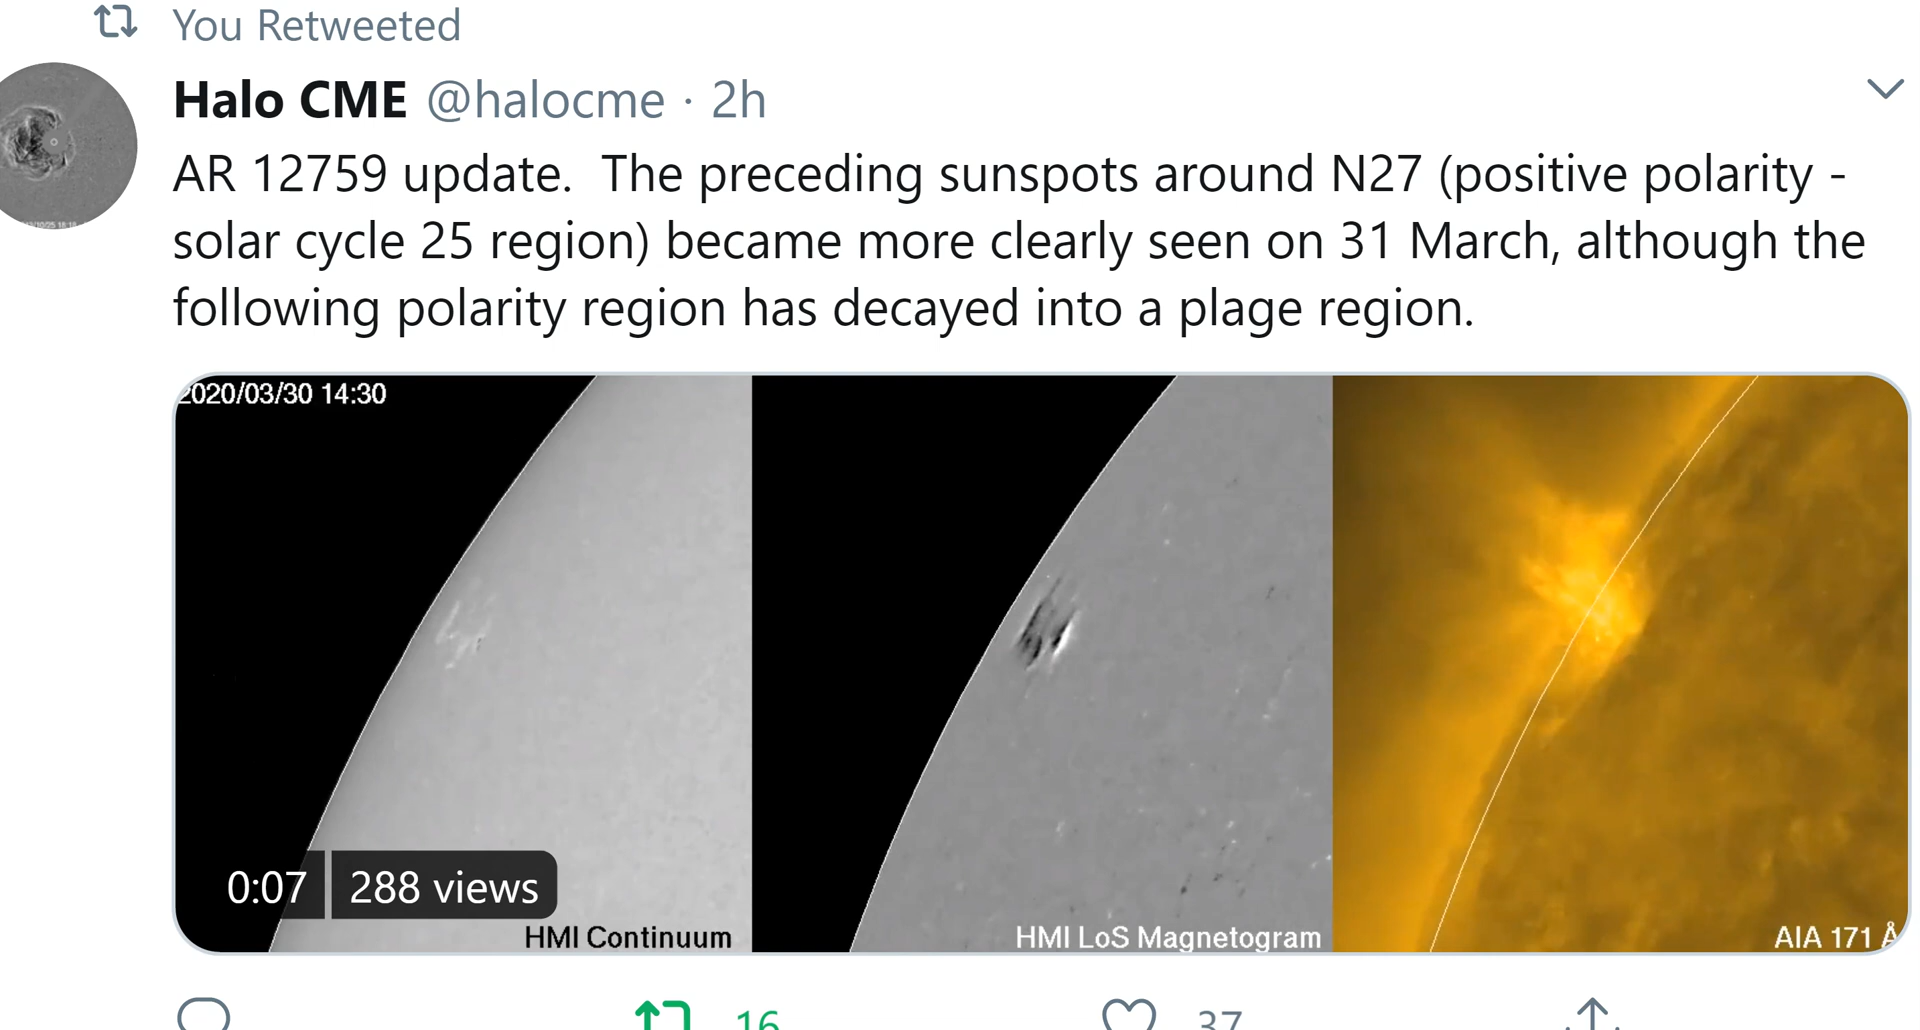 You Retweeted
Halo CME @halocme · 2h
AR 12759 update.  The preceding sunspots around N27 (positive polarity -
solar cycle 25 region) became more clearly seen on 31 March, although the
following polarity region has decayed into a plage region.
2020/03/30 14:30
0:07 288 views
HMI Continuum
HMI LoS Magnetogram
AIA 171 Å
16
37